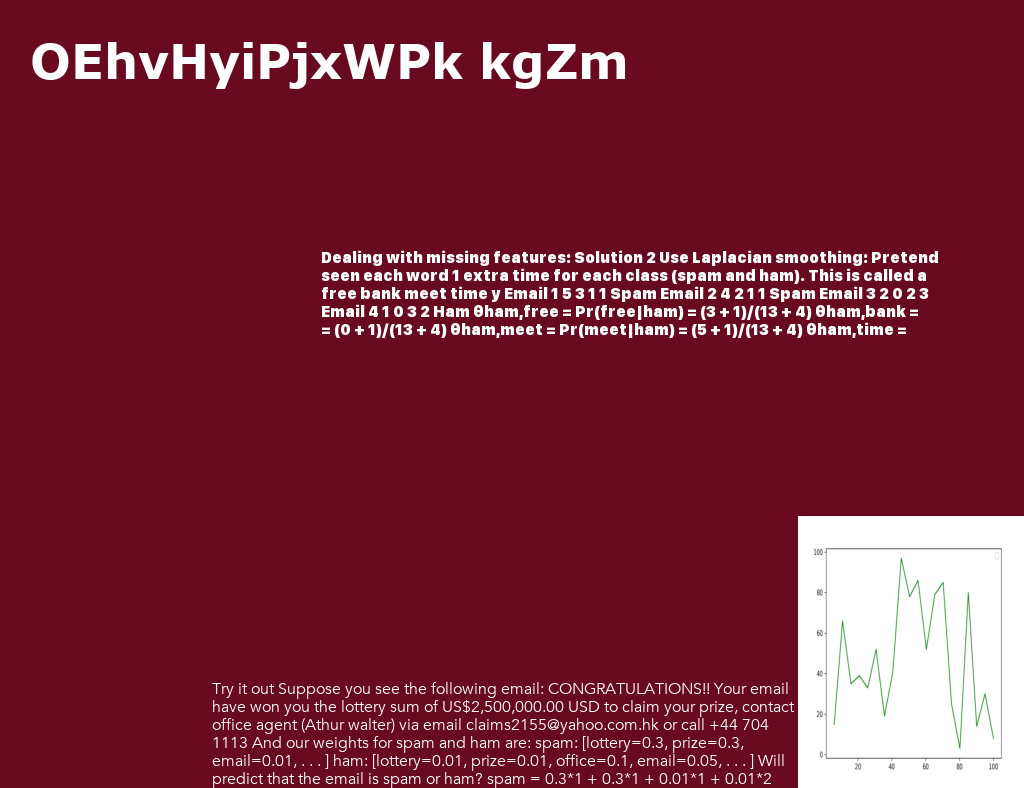 OEhvHyiPjxWPk kgZm
Dealing with missing features: Solution 2 Use Laplacian smoothing: Pretend
seen each word 1 extra time for each class (spam and ham). This is called a
free bank meet time y Email 1 5 3 1 1 Spam Email 2 4 2 1 1 Spam Email 3 2 0 2 3
Email 4 1 0 3 2 Ham θham,free = Pr(free|ham) = (3 + 1)/(13 + 4) θham,bank =
= (0 + 1)/(13 + 4) θham,meet = Pr(meet|ham) = (5 + 1)/(13 + 4) θham,time =
100
80
60
40
20
0
20 40 60 80 100
Try it out Suppose you see the following email: CONGRATULATIONS!! Your email
have won you the lottery sum of US$2,500,000.00 USD to claim your prize, contact
office agent (Athur walter) via email claims2155@yahoo.com.hk or call +44 704
1113 And our weights for spam and ham are: spam: [lottery=0.3, prize=0.3,
email=0.01, . . . ] ham: [lottery=0.01, prize=0.01, office=0.1, email=0.05, . . . ] Will
predict that the email is spam or ham? spam = 0.3*1 + 0.3*1 + 0.01*1 + 0.01*2